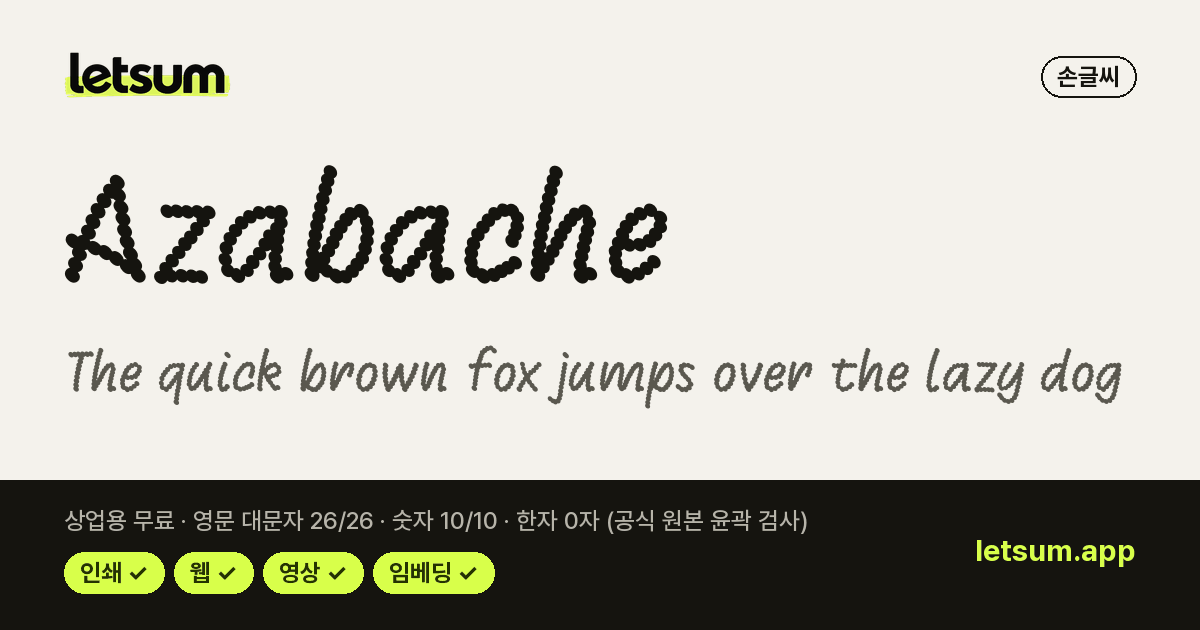 letsum
손글씨
Azabache
The quick brown fox jumps over the lazy dog
상업용 무료 · 영문 대문자 26/26 · 숫자 10/10 · 한자 0자 (공식 원본 윤곽 검사)
인쇄 ✓ 웹 ✓ 영상 ✓ 임베딩 ✓
letsum.app